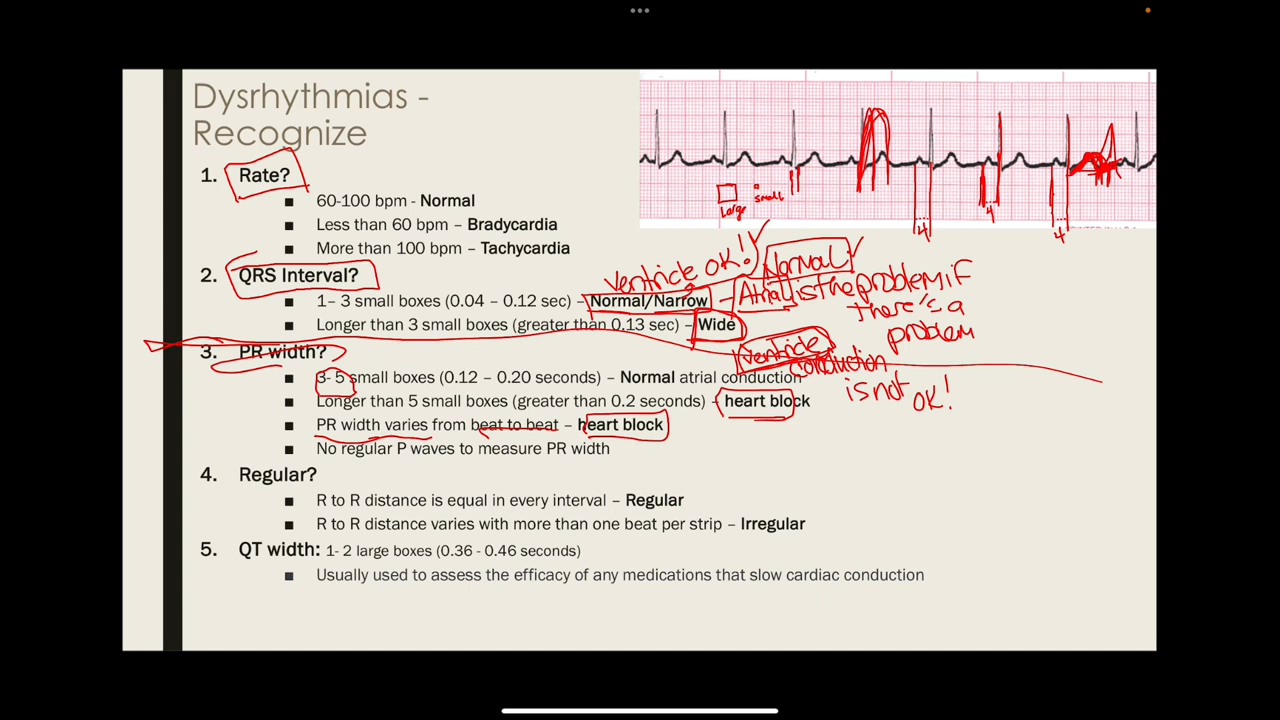 Dysrhythmias -
Recognize
1. Rate?
■ 60-100 bpm - Normal
■ Less than 60 bpm – Bradycardia
■ More than 100 bpm – Tachycardia
2. QRS Interval?
■ 1– 3 small boxes (0.04 – 0.12 sec) – Normal/Narrow
■ Longer than 3 small boxes (greater than 0.13 sec) – Wide
3. PR width?
■ 3- 5 small boxes (0.12 – 0.20 seconds) – Normal atrial conduction
■ Longer than 5 small boxes (greater than 0.2 seconds) – heart block
■ PR width varies from beat to beat – heart block
■ No regular P waves to measure PR width
4. Regular?
■ R to R distance is equal in every interval – Regular
■ R to R distance varies with more than one beat per strip – Irregular
5. QT width: 1- 2 large boxes (0.36 - 0.46 seconds)
■ Usually used to assess the efficacy of any medications that slow cardiac conduction
Large
small
4
4
4
ventricle OK!
Normal
Atrial is the problem if
there's a
problem
ventricle
conduction
is not
OK!